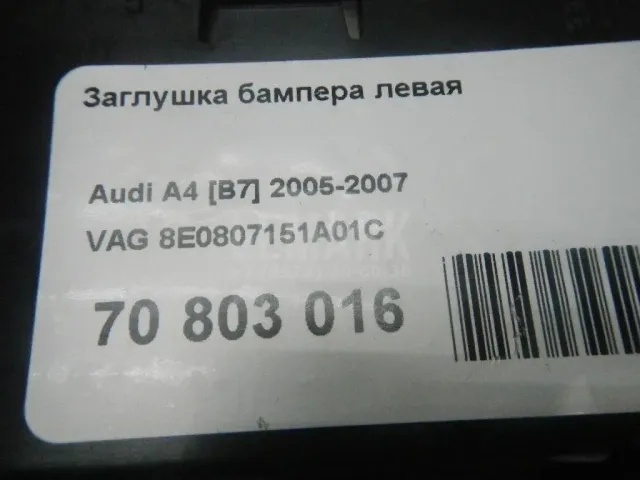 Заглушка бампера левая
Audi A4 [B7] 2005-2007
VAG 8E0807151A01C
70 803 016